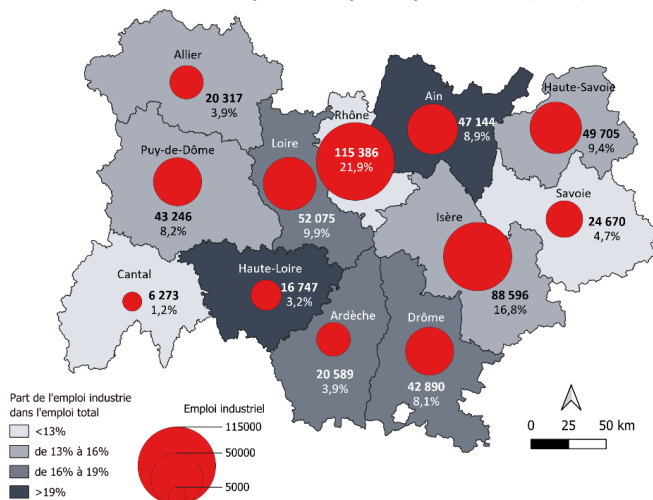 Allier
20 317
3,9%
Rhône
115 386
21,9%
Ain
47 144
8,9%
Haute-Savoie
49 705
9,4%
Puy-de-Dôme
43 246
8,2%
Loire
52 075
9,9%
Savoie
24 670
4,7%
Isère
88 596
16,8%
Cantal
6 273
1,2%
Haute-Loire
16 747
3,2%
Ardèche
20 589
3,9%
Drôme
42 890
8,1%
Part de l'emploi industrie
dans l'emploi total
<13%
de 13% à 16%
de 16% à 19%
>19%
Emploi industriel
115000
50000
5000
0 25 50 km